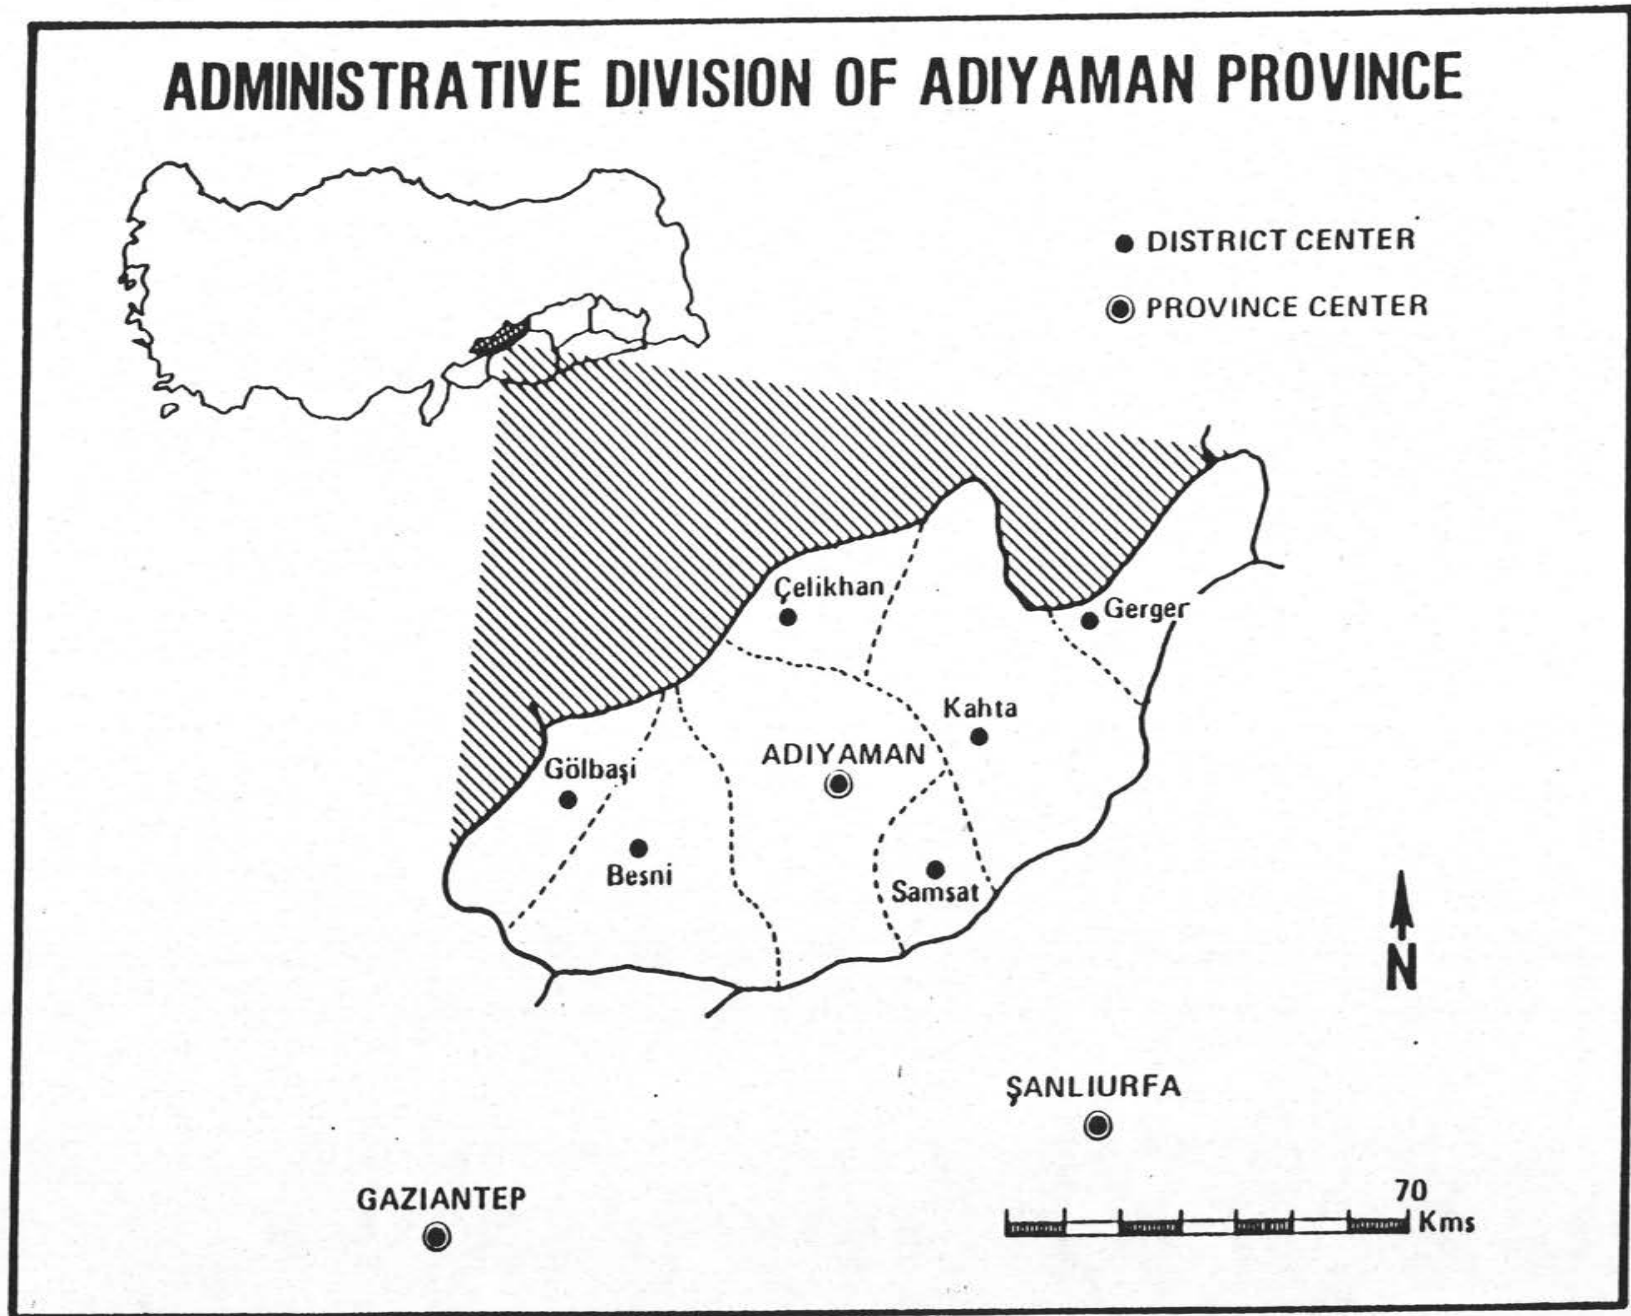 ADMINISTRATIVE DIVISION OF ADIYAMAN PROVINCE
DISTRICT CENTER
PROVINCE CENTER
Çelikhan
Gerger
Kahta
ADIYAMAN
Gölbaşi
Besni
Samsat
N
ŞANLIURFA
GAZIANTEP
70
Kms